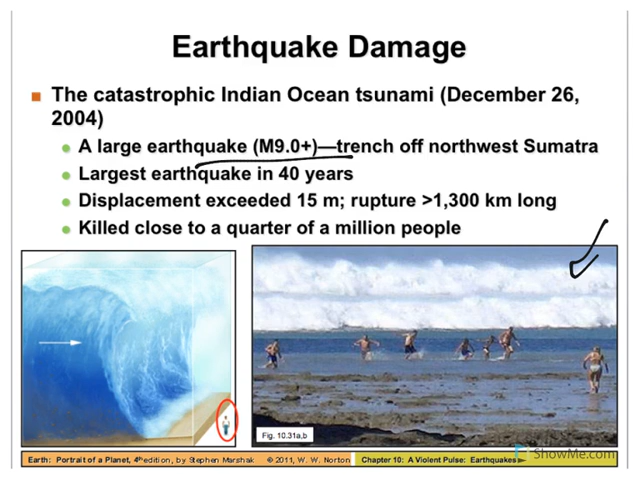 Earthquake Damage
The catastrophic Indian Ocean tsunami (December 26,
2004)
A large earthquake (M9.0+)—trench off northwest Sumatra
Largest earthquake in 40 years
Displacement exceeded 15 m; rupture >1,300 km long
Killed close to a quarter of a million people
Fig. 10.31a,b
Earth: Portrait of a Planet, 4th edition, by Stephen Marshak © 2011, W. W. Norton Chapter 10: A Violent Pulse: Earthquakes
ShowMe.com